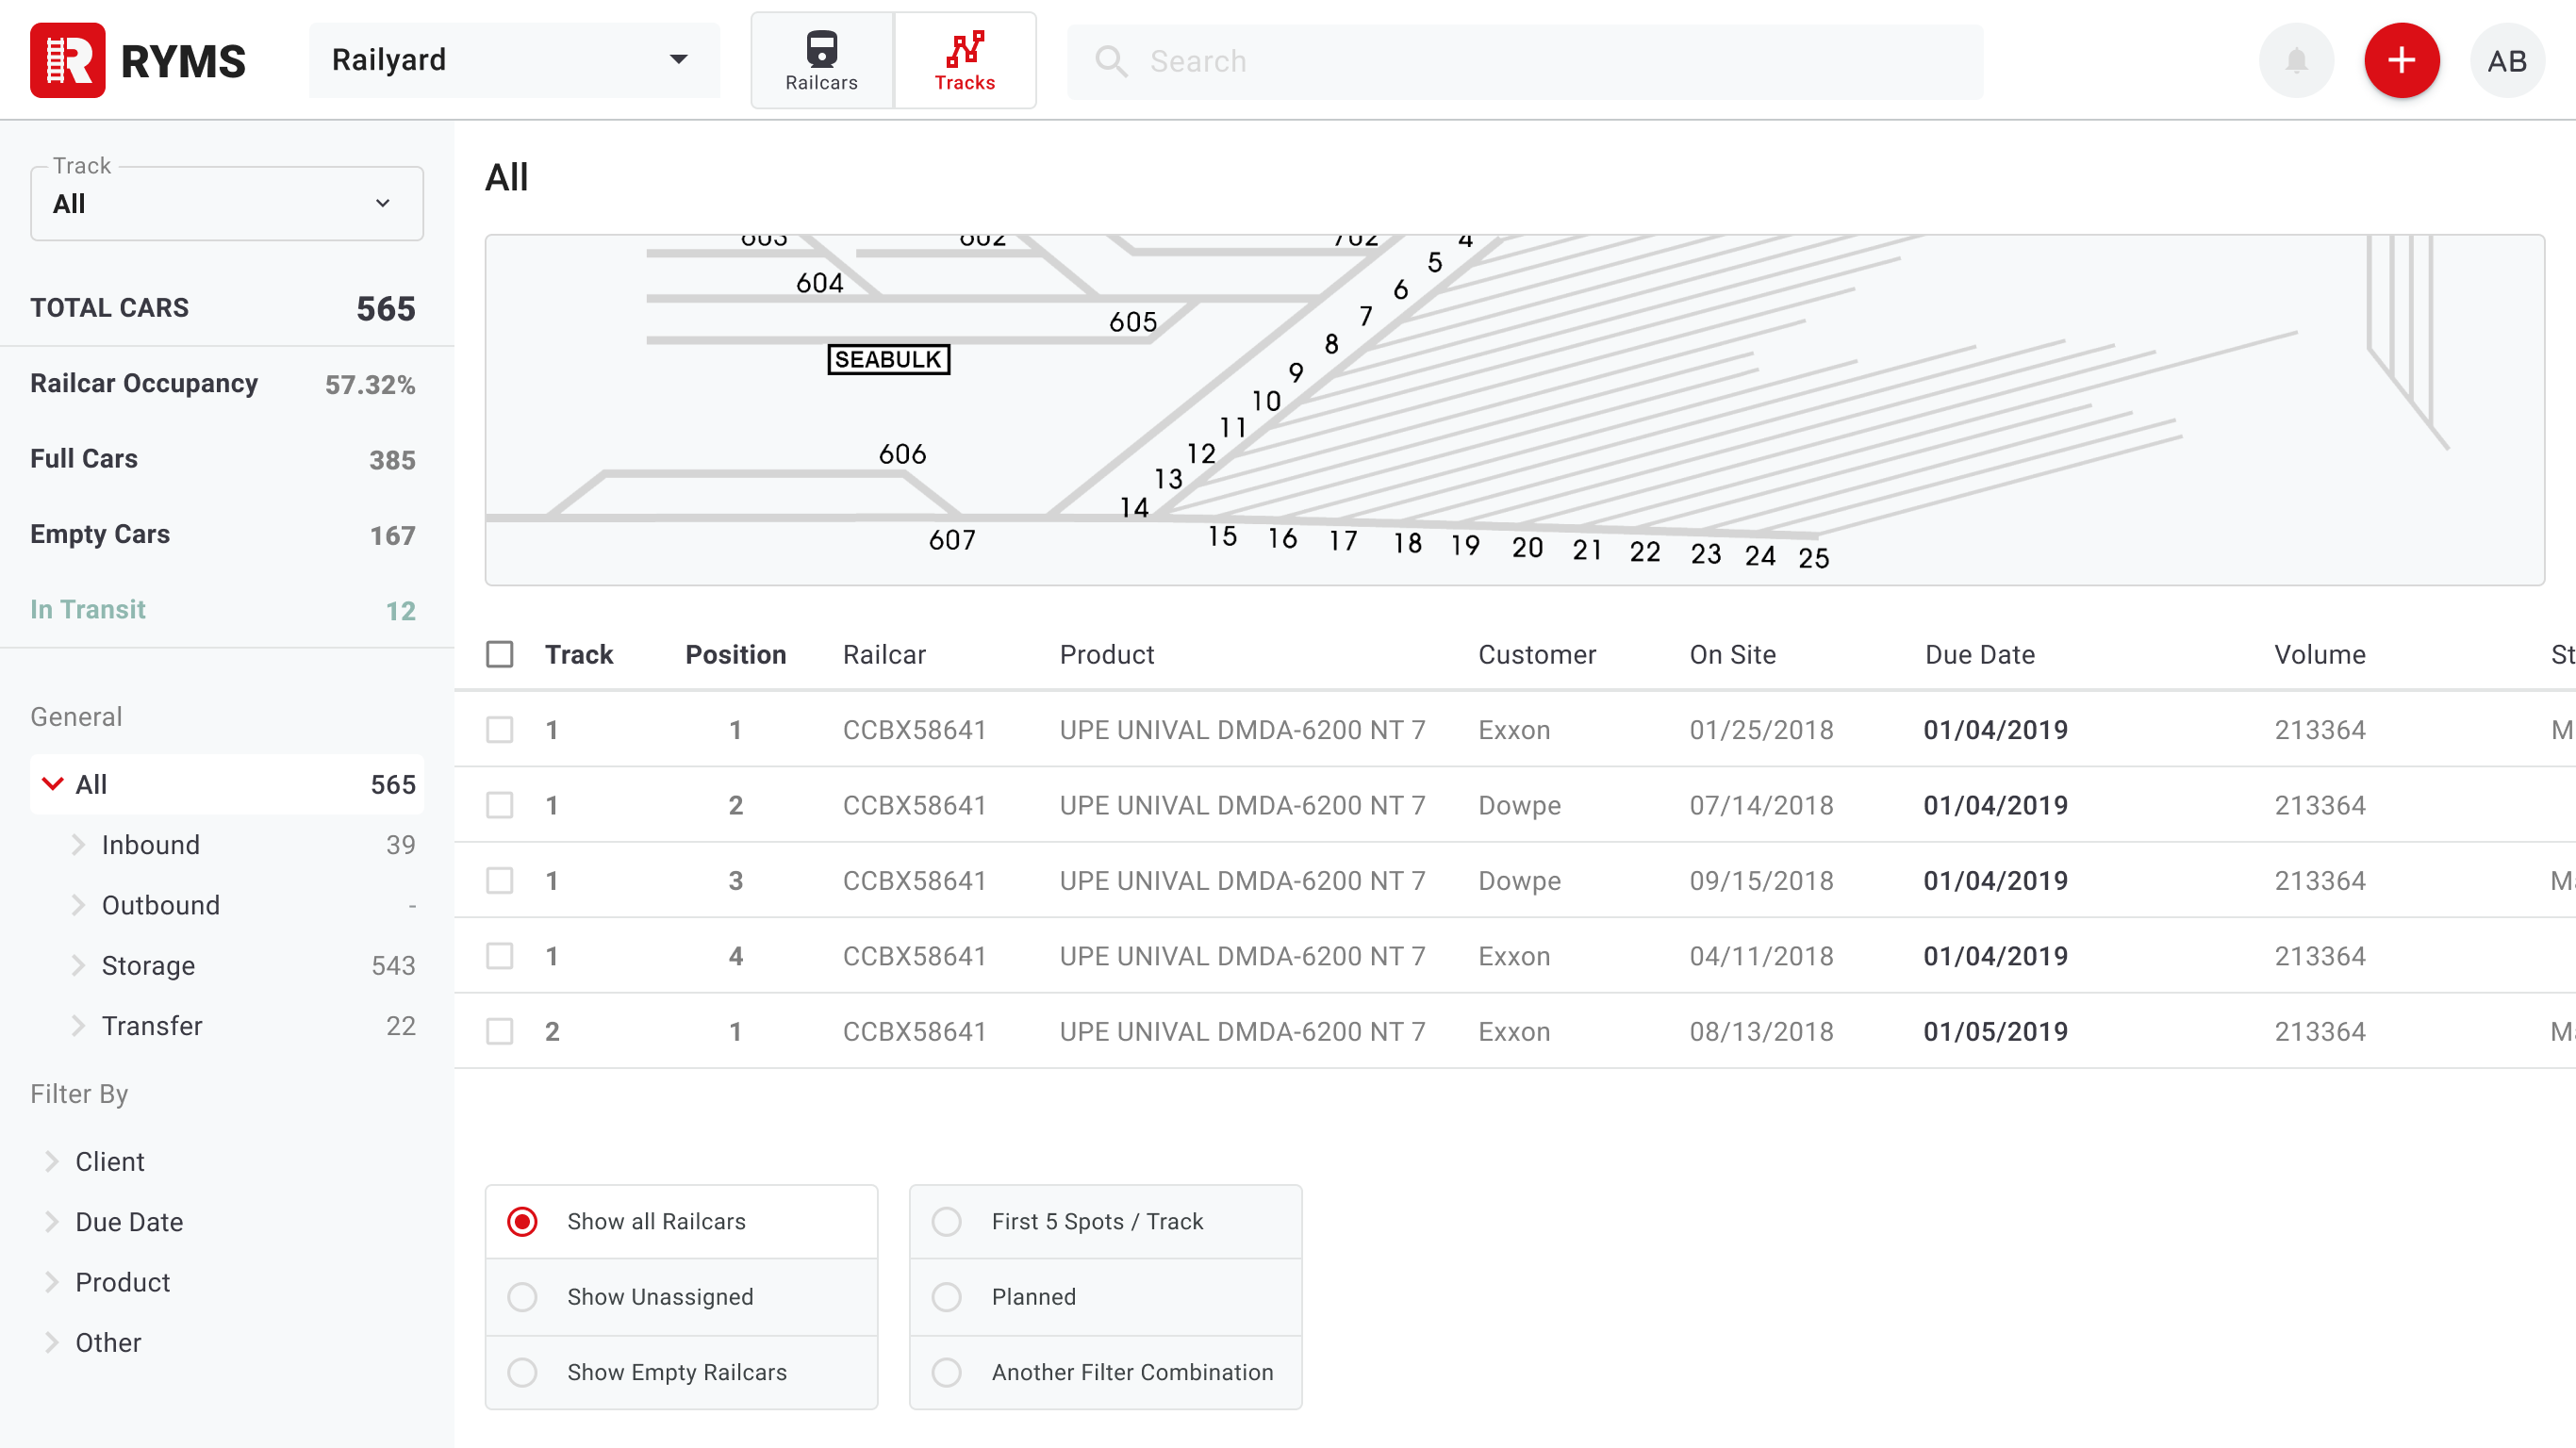 RYMS
Railyard
Railcars
Tracks
Search
AB
Track
All
TOTAL CARS 565
Railcar Occupancy 57.32%
Full Cars 385
Empty Cars 167
In Transit 12
General
All 565
Inbound 39
Outbound -
Storage 543
Transfer 22
Filter By
Client
Due Date
Product
Other
All
603 602 702 4
5
604 6
605 7
8
SEABULK
9
10
11
606 12
13
14
607 15 16 17 18 19 20 21 22 23 24 25
Track Position Railcar Product Customer On Site Due Date Volume St
1 1 CCBX58641 UPE UNIVAL DMDA-6200 NT 7 Exxon 01/25/2018 01/04/2019 213364 M
1 2 CCBX58641 UPE UNIVAL DMDA-6200 NT 7 Dowpe 07/14/2018 01/04/2019 213364
1 3 CCBX58641 UPE UNIVAL DMDA-6200 NT 7 Dowpe 09/15/2018 01/04/2019 213364 Ma
1 4 CCBX58641 UPE UNIVAL DMDA-6200 NT 7 Exxon 04/11/2018 01/04/2019 213364
2 1 CCBX58641 UPE UNIVAL DMDA-6200 NT 7 Exxon 08/13/2018 01/05/2019 213364 Ma
Show all Railcars
Show Unassigned
Show Empty Railcars
First 5 Spots / Track
Planned
Another Filter Combination